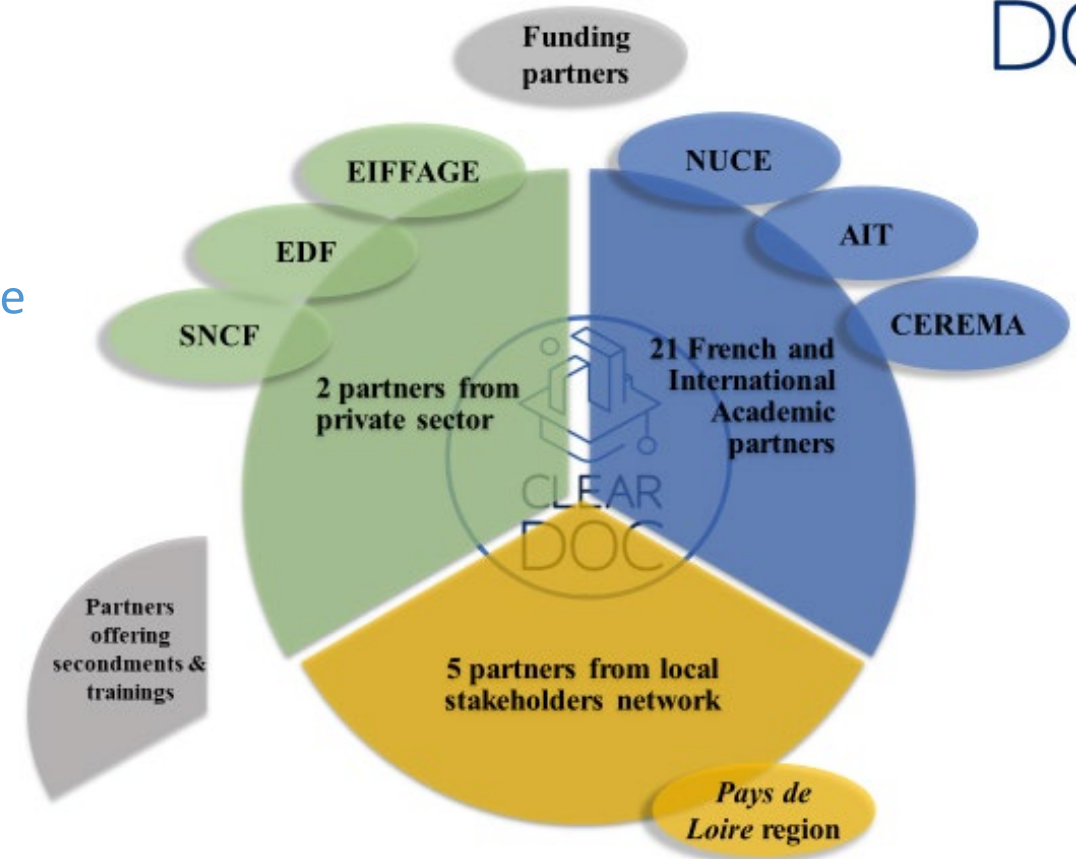 Funding
partners
EIFFAGE
EDF
SNCF
NUCE
AIT
CEREMA
2 partners from
private sector
21 French and
International
Academic
partners
CLEAR
DOC
Partners
offering
secondments &
trainings
5 partners from local
stakeholders network
Pays de
Loire region
e